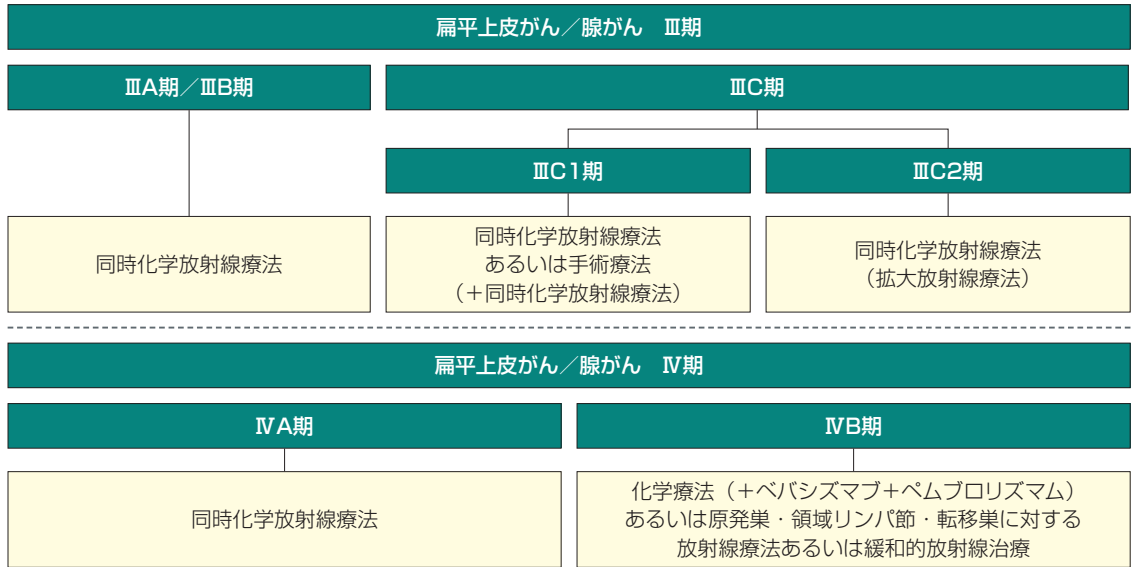 扁平上皮がん／腺がん　Ⅲ期
ⅢA期／ⅢB期
ⅢC期
ⅢC1期
ⅢC2期
同時化学放射線療法
同時化学放射線療法
あるいは手術療法
（＋同時化学放射線療法）
同時化学放射線療法
（拡大放射線療法）
扁平上皮がん／腺がん　Ⅳ期
ⅣA期
ⅣB期
同時化学放射線療法
化学療法（＋ベバシズマブ＋ペムブロリズマム）
あるいは原発巣・領域リンパ節・転移巣に対する
放射線療法あるいは緩和的放射線治療